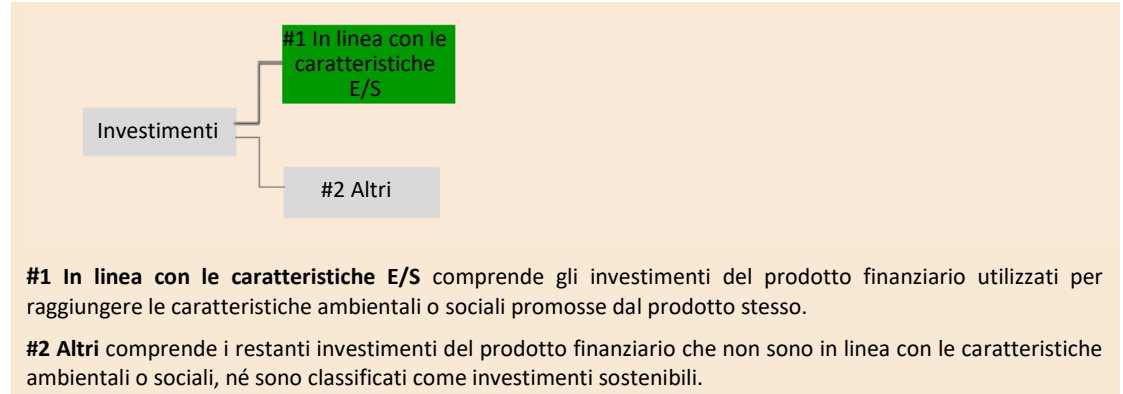 #1 In linea con le
caratteristiche
E/S
Investimenti
#2 Altri
#1 In linea con le caratteristiche E/S comprende gli investimenti del prodotto finanziario utilizzati per
raggiungere le caratteristiche ambientali o sociali promosse dal prodotto stesso.
#2 Altri comprende i restanti investimenti del prodotto finanziario che non sono in linea con le caratteristiche
ambientali o sociali, né sono classificati come investimenti sostenibili.